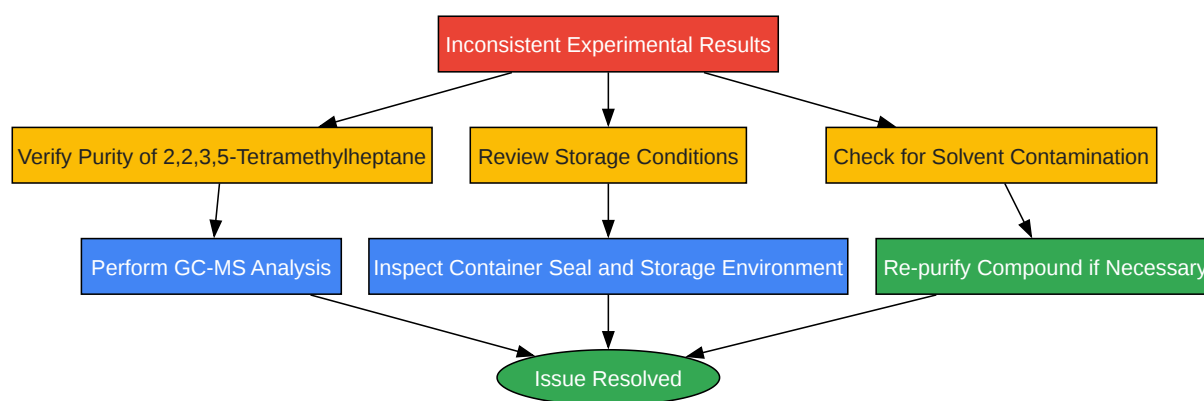 Inconsistent Experimental Results
Verify Purity of 2,2,3,5-Tetramethylheptane
Review Storage Conditions
Check for Solvent Contamination
Perform GC-MS Analysis
Inspect Container Seal and Storage Environment
Re-purify Compound if Necessary
Issue Resolved